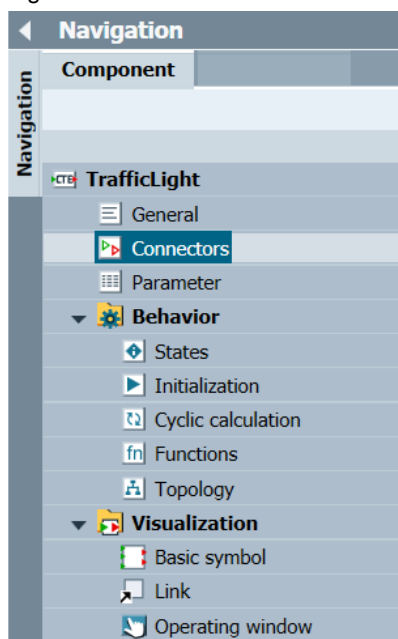 Navigation
Component
Navigation
CTE TrafficLight
General
Connectors
Parameter
Behavior
States
Initialization
Cyclic calculation
fn Functions
Topology
Visualization
Basic symbol
Link
Operating window